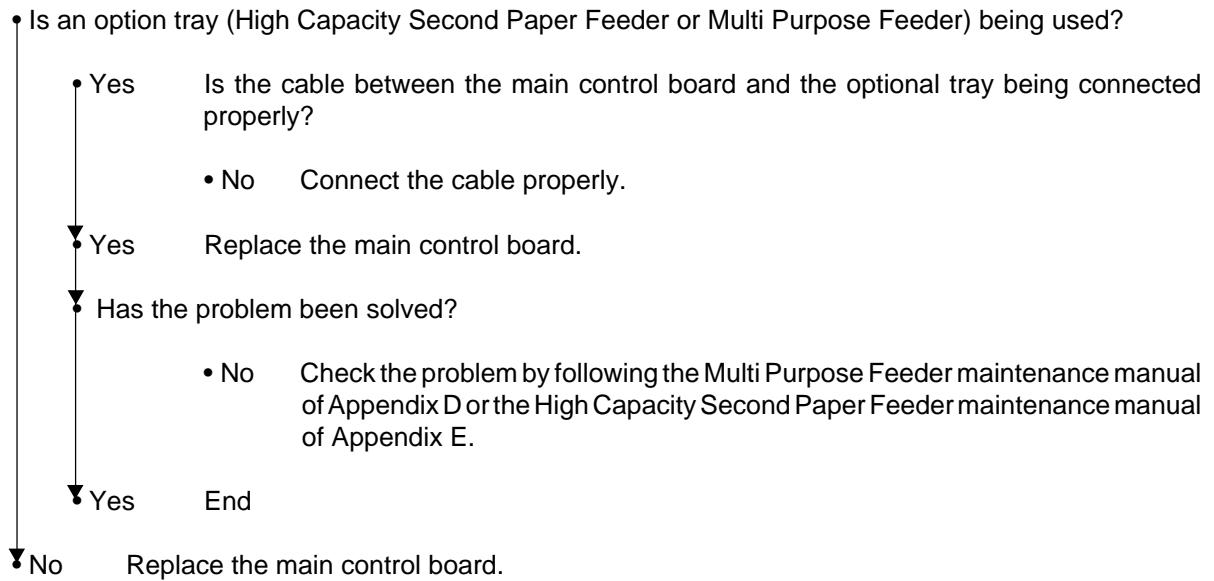 • Is an option tray (High Capacity Second Paper Feeder or Multi Purpose Feeder) being used?
• Yes Is the cable between the main control board and the optional tray being connected
properly?
• No Connect the cable properly.
• Yes Replace the main control board.
• Has the problem been solved?
• No Check the problem by following the Multi Purpose Feeder maintenance manual
of Appendix D or the High Capacity Second Paper Feeder maintenance manual
of Appendix E.
• Yes End
• No Replace the main control board.